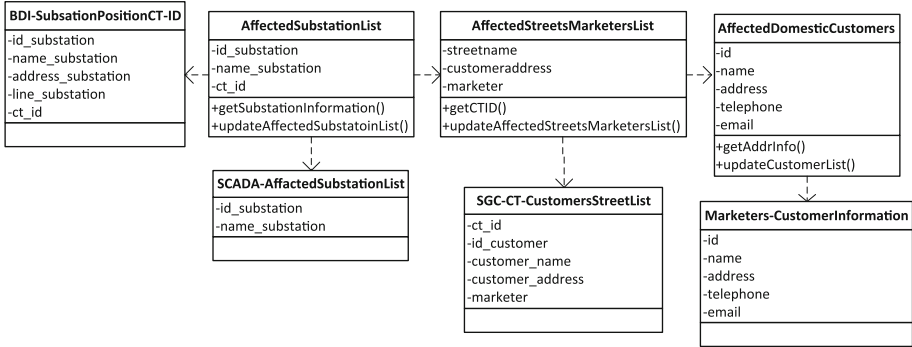 BDI-SubsationPositionCT-ID
-id_substation
-name_substation
-address_substation
-line_substation
-ct_id
AffectedSubstationList
-id_substation
-name_substation
-ct_id
+getSubstationInformation()
+updateAffectedSubstatoinList()
AffectedStreetsMarketersList
-streetname
-customeraddress
-marketer
+getCTID()
+updateAffectedStreetsMarketersList()
AffectedDomesticCustomers
-id
-name
-address
-telephone
-email
+getAddrInfo()
+updateCustomerList()
SCADA-AffactedSubstationList
-id_substation
-name_substation
SGC-CT-CustomersStreetList
-ct_id
-id_customer
-customer_name
-customer_address
-marketer
Marketers-CustomerInformation
-id
-name
-address
-telephone
-email